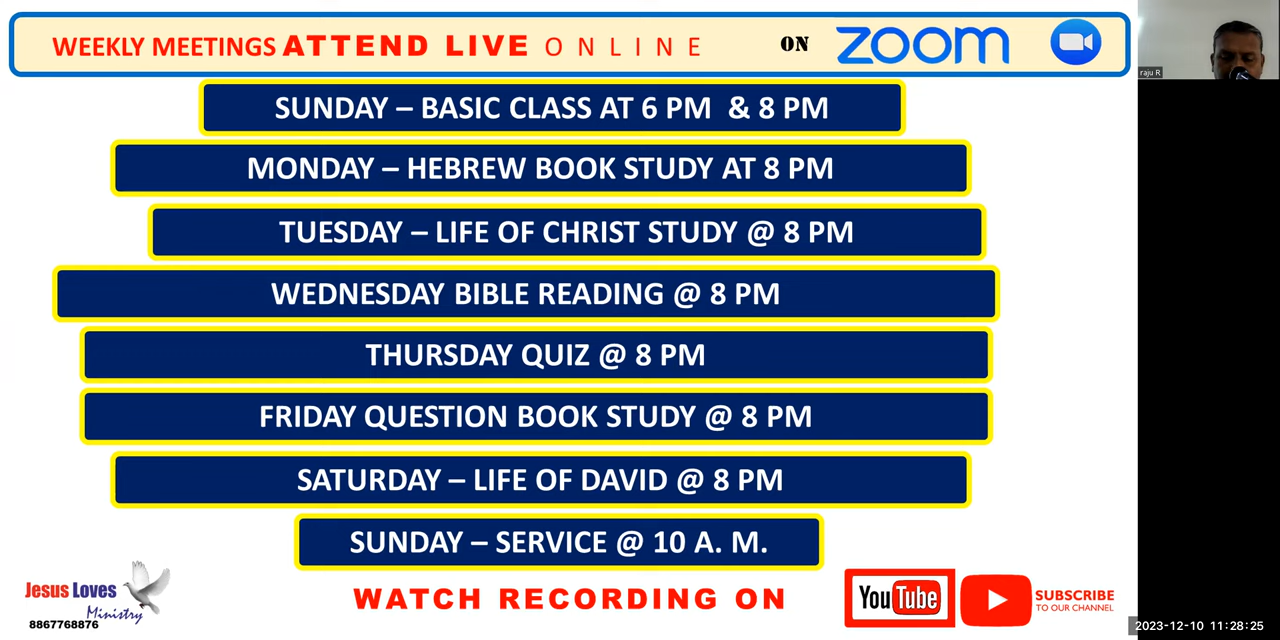 WEEKLY MEETINGS ATTEND LIVE ONLINE ON ZOOM
raju R
SUNDAY – BASIC CLASS AT 6 PM & 8 PM
MONDAY – HEBREW BOOK STUDY AT 8 PM
TUESDAY – LIFE OF CHRIST STUDY @ 8 PM
WEDNESDAY BIBLE READING @ 8 PM
THURSDAY QUIZ @ 8 PM
FRIDAY QUESTION BOOK STUDY @ 8 PM
SATURDAY – LIFE OF DAVID @ 8 PM
SUNDAY – SERVICE @ 10 A. M.
Jesus Loves
Ministry
8867768876
WATCH RECORDING ON
YouTube
SUBSCRIBE
TO OUR CHANNEL
2023-12-10 11:28:25